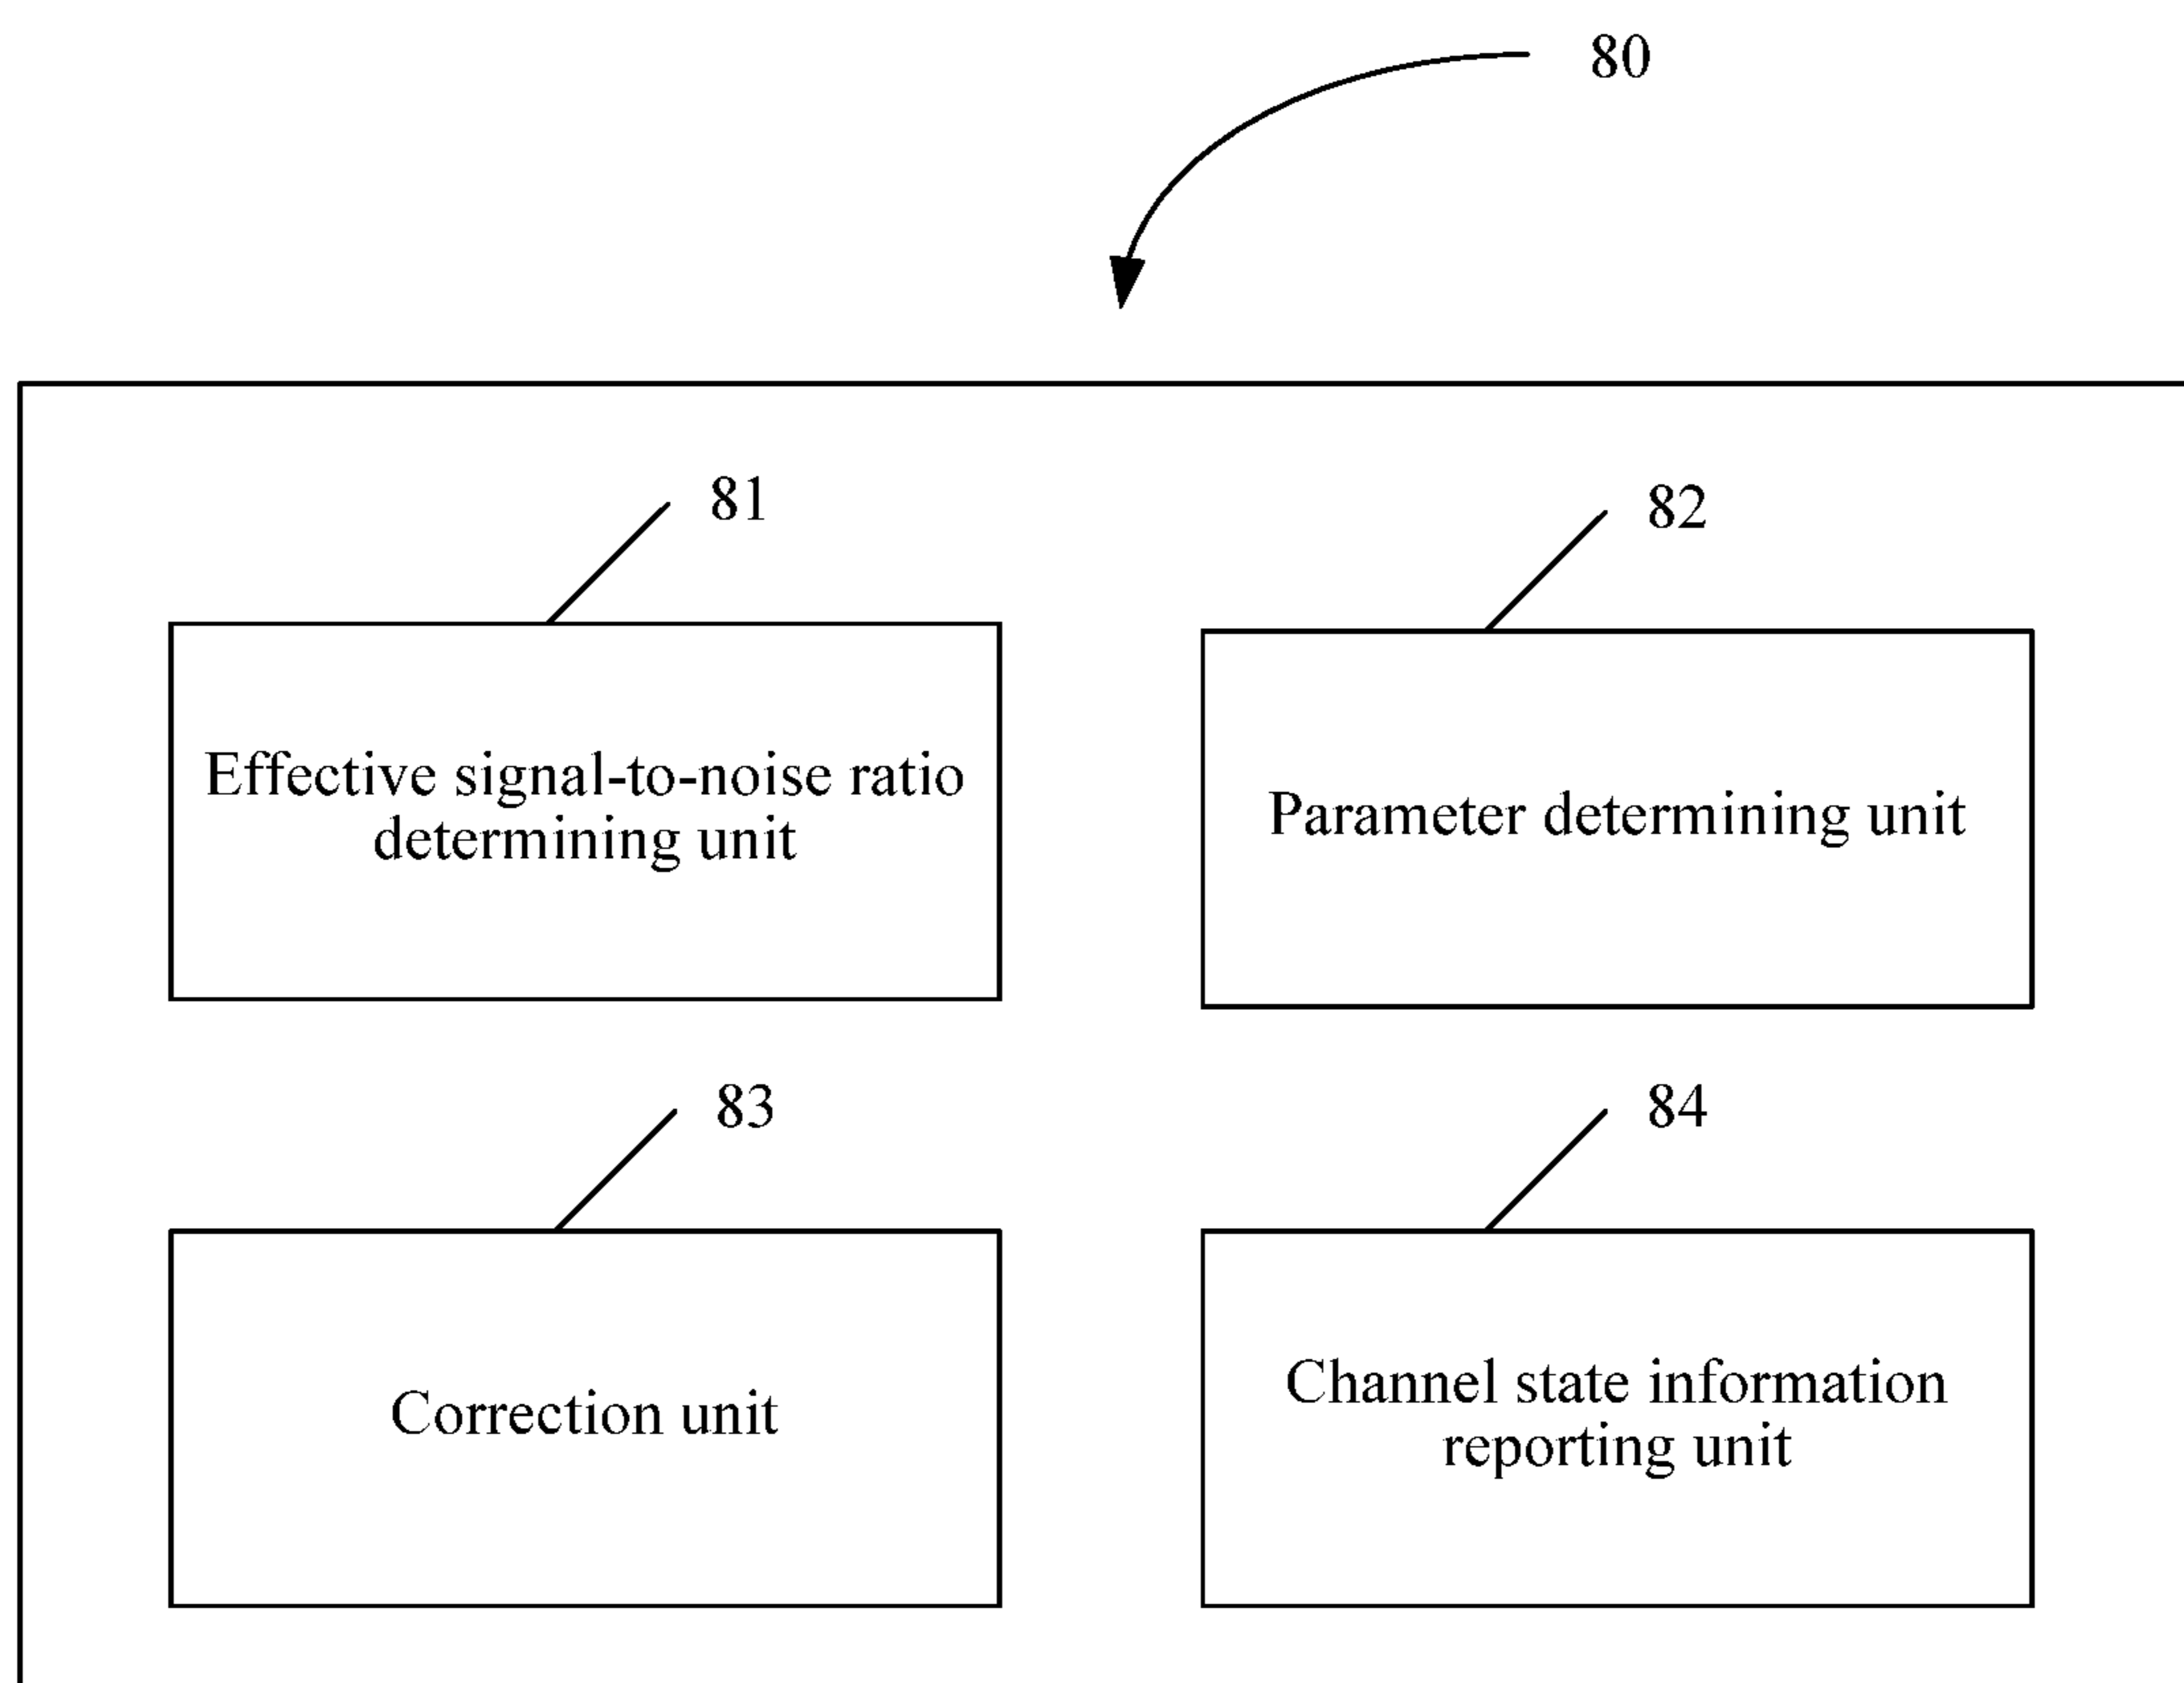 80
81
82
Effective signal-to-noise ratio
determining unit
Parameter determining unit
83
84
Correction unit
Channel state information
reporting unit